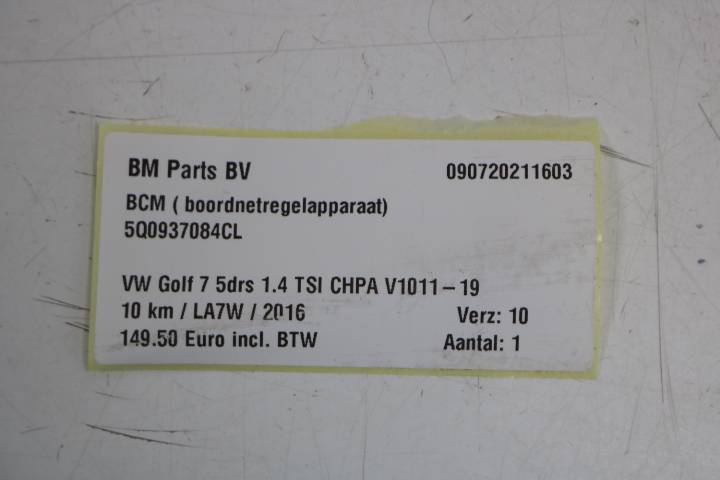 BM Parts BV 090720211603
BCM ( boordnetregelapparaat)
5Q0937084CL
VW Golf 7 5drs 1.4 TSI CHPA V1011-19
10 km / LA7W / 2016 Verz: 10
149.50 Euro incl. BTW Aantal: 1